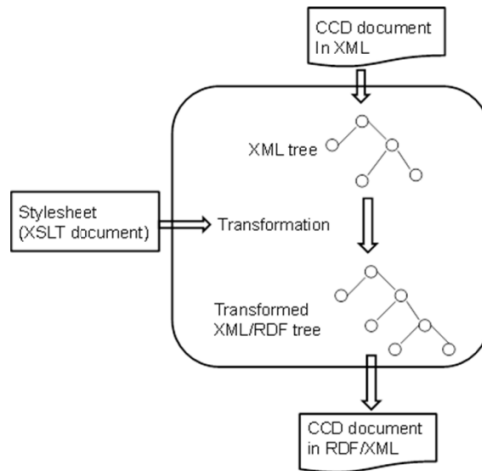 CCD document
In XML
XML tree
Stylesheet
(XSLT document)
Transformation
Transformed
XML/RDF tree
CCD document
in RDF/XML